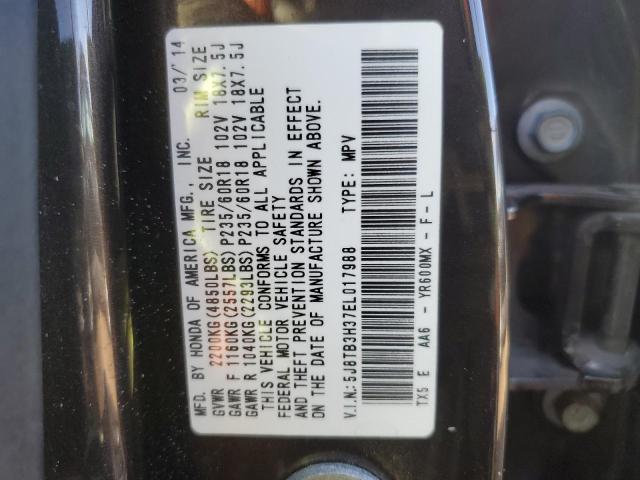 MFD. BY HONDA OF AMERICA MFG., INC. 03/'14
GVWR 2200KG(4850LBS) TIRE SIZE RIM SIZE
GAWR F 1160KG(2557LBS) P235/60R18 102V 18X7.5J
GAWR R 1040KG(2293LBS) P235/60R18 102V 18X7.5J
THIS VEHICLE CONFORMS TO ALL APPLICABLE
FEDERAL MOTOR VEHICLE SAFETY
AND THEFT PREVENTION STANDARDS IN EFFECT
ON THE DATE OF MANUFACTURE SHOWN ABOVE.
V.I.N.: 5J8TB3H37EL017988 TYPE: MPV
TX5 E AA6 - YR600MX - F - L